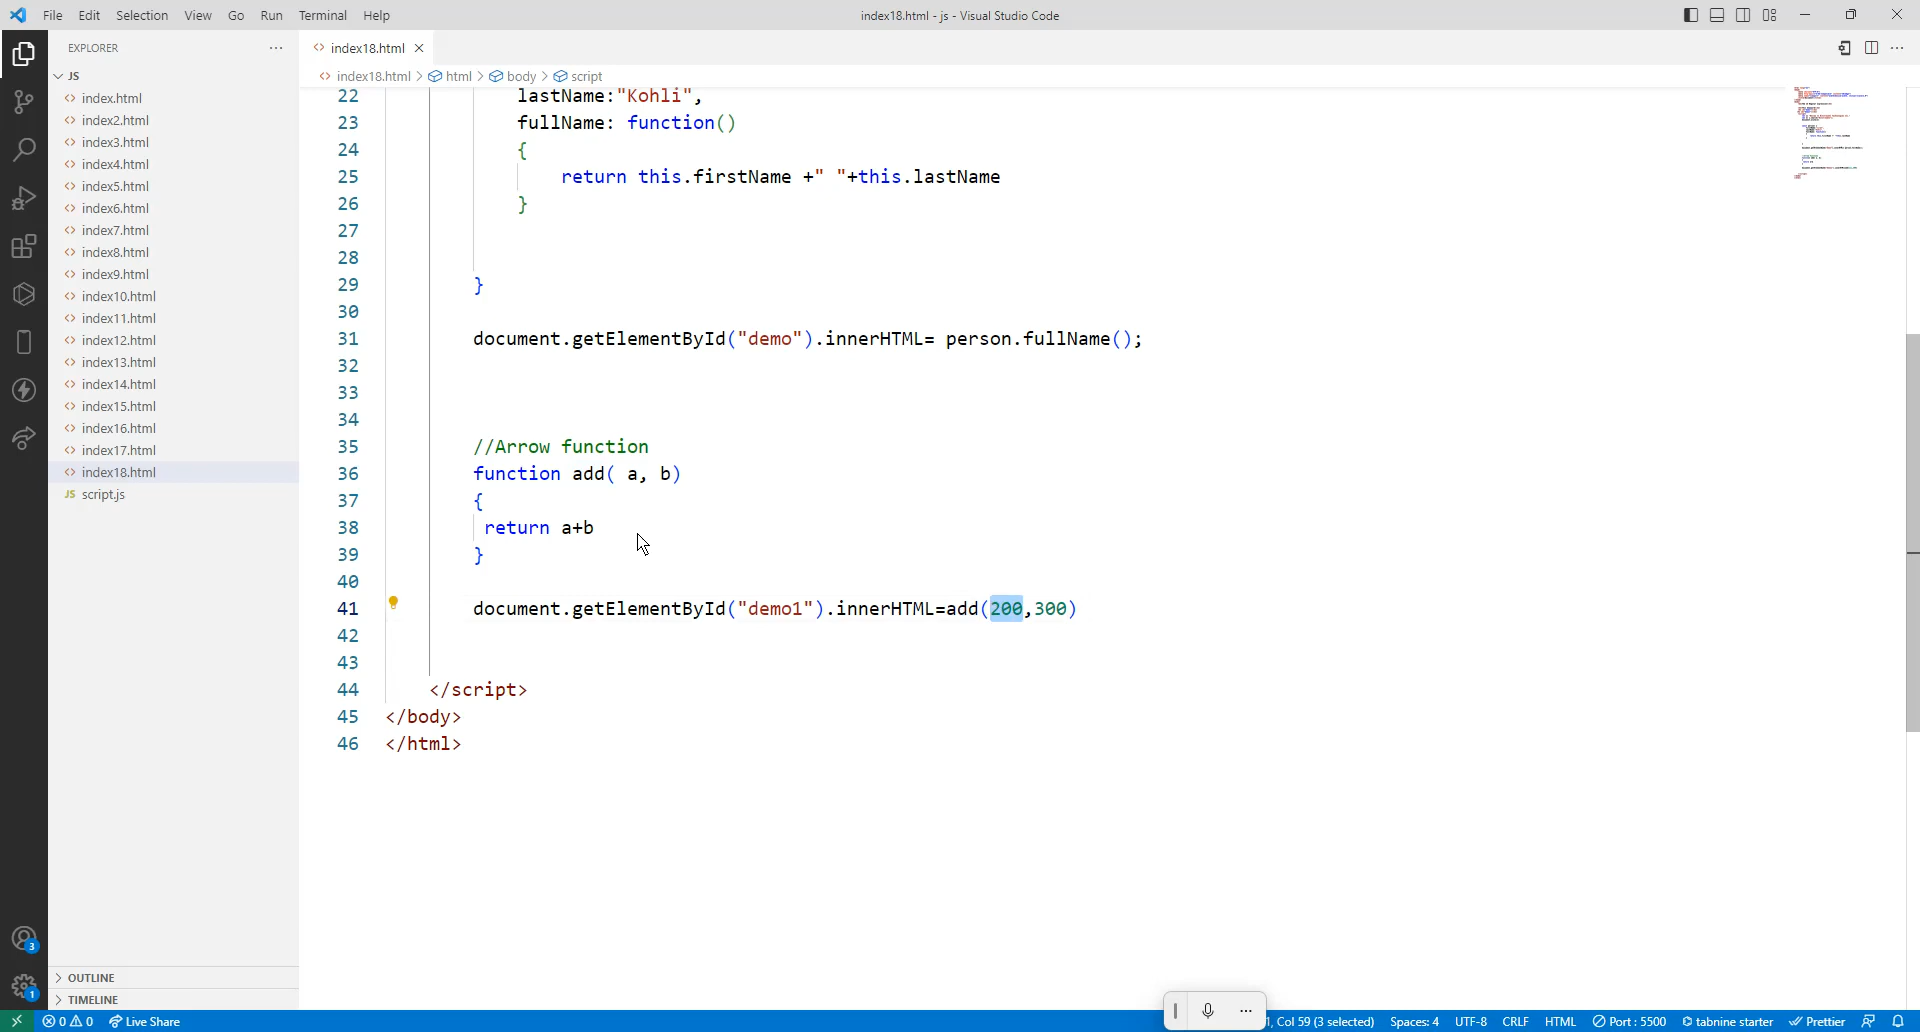 File Edit Selection View Go Run Terminal Help
index18.html - js - Visual Studio Code
EXPLORER
index18.html
JS
index18.html > html > body > script
index.html
index2.html
index3.html
index4.html
index5.html
index6.html
index7.html
index8.html
index9.html
index10.html
index11.html
index12.html
index13.html
index14.html
index15.html
index16.html
index17.html
index18.html
JS script.js
OUTLINE
TIMELINE
22 lastName:"Kohli",
23 fullName: function()
24 {
25 return this.firstName +" "+this.lastName
26 }
27
28
29 }
30
31 document.getElementById("demo").innerHTML= person.fullName();
32
33
34
35 //Arrow function
36 function add( a, b)
37 {
38 return a+b
39 }
40
41 document.getElementById("demo1").innerHTML=add(200,300)
42
43
44 </script>
45 </body>
46 </html>
3
1
0 0 Live Share
, Col 59 (3 selected) Spaces: 4 UTF-8 CRLF HTML Port : 5500 tabnine starter Prettier